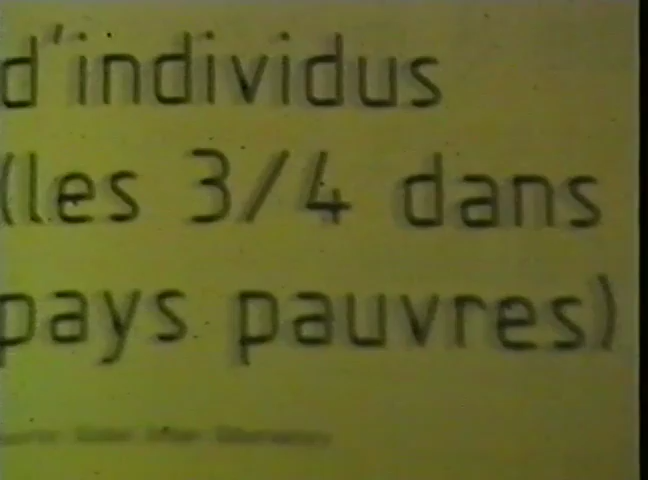 d'individus
(les 3/4 dans
pays pauvres)